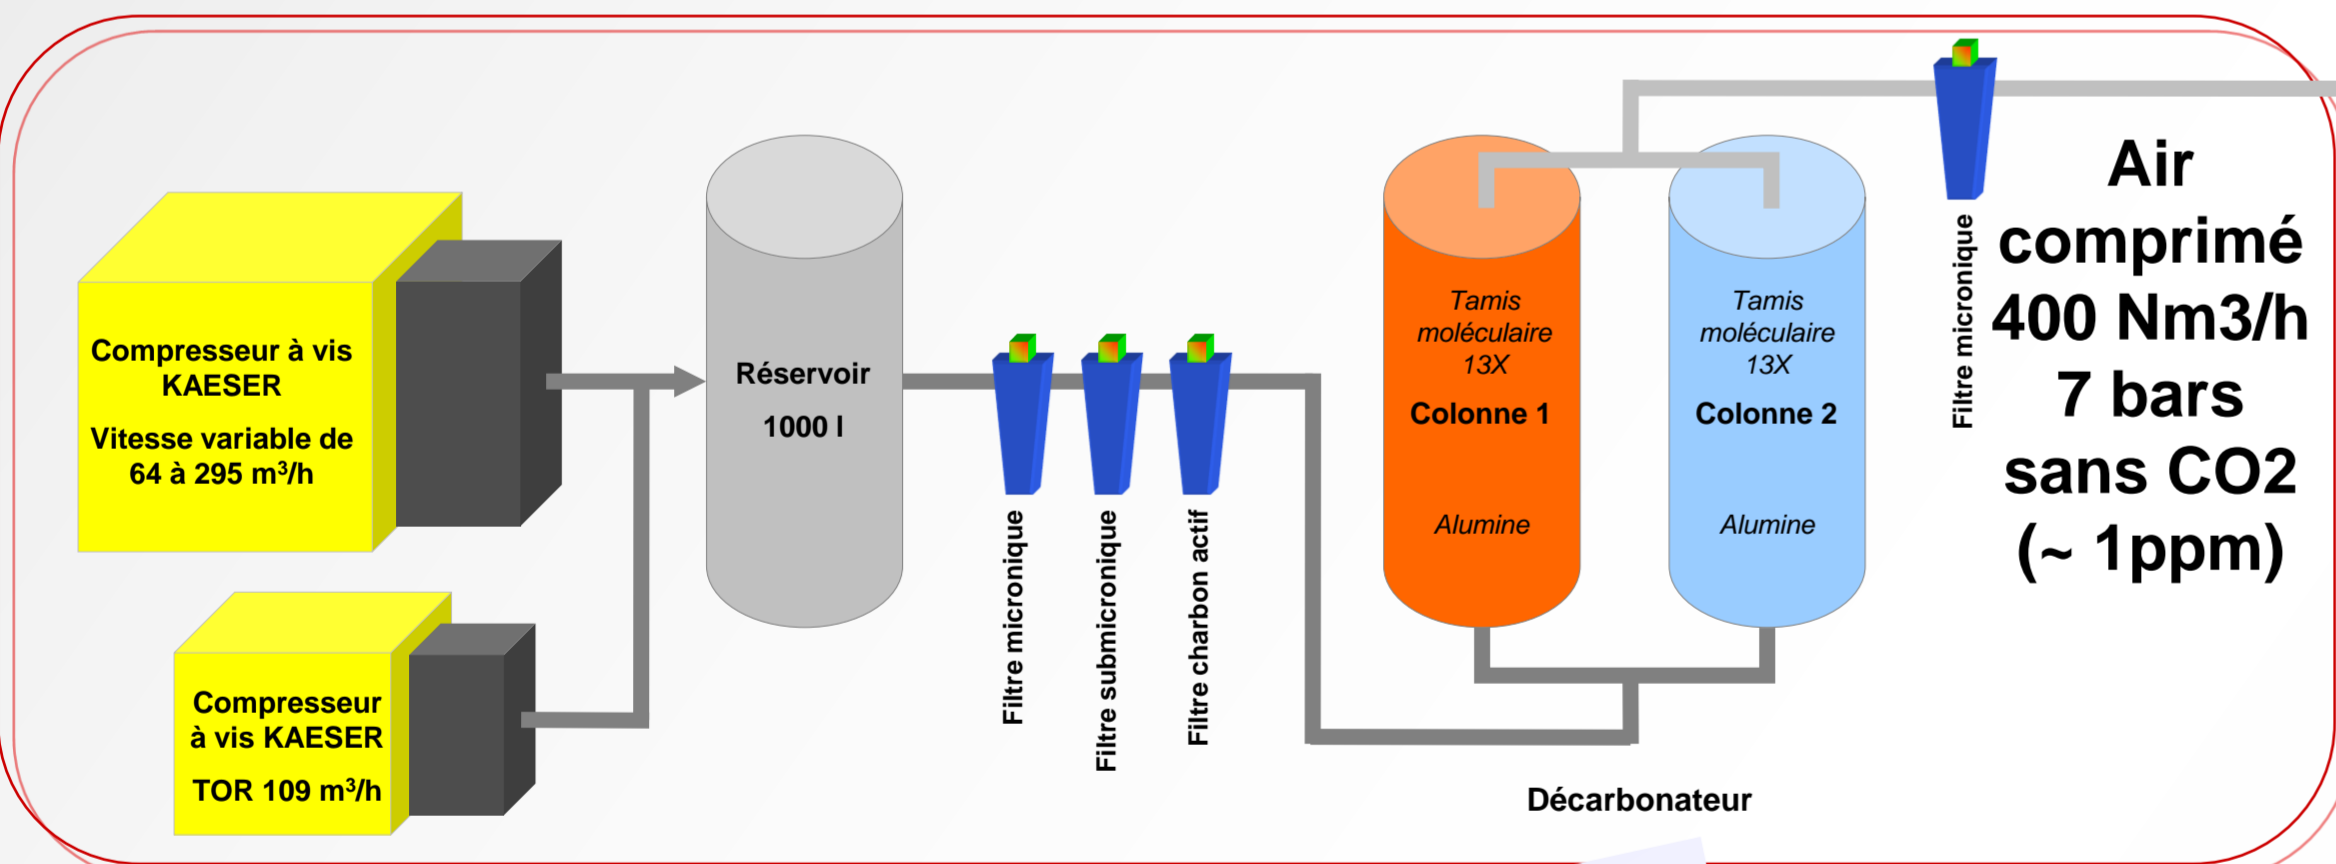 Compresseur à vis
KAESER
Vitesse variable de
64 à 295 m³/h
Compresseur
à vis KAESER
TOR 109 m³/h
Réservoir
1000 l
Filtre micronique
Filtre submicronique
Filtre charbon actif
Tamis
moléculaire
13X
Colonne 1
Alumine
Tamis
moléculaire
13X
Colonne 2
Alumine
Décarbonateur
Filtre micronique
Air
comprimé
400 Nm3/h
7 bars
sans CO2
(~ 1ppm)